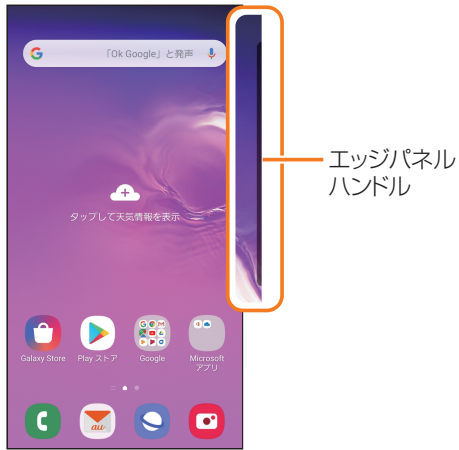 「Ok Google」と発声
タップして天気情報を表示
エッジパネル
ハンドル
Galaxy Store
Play ストア
Google
Microsoft
アプリ
au